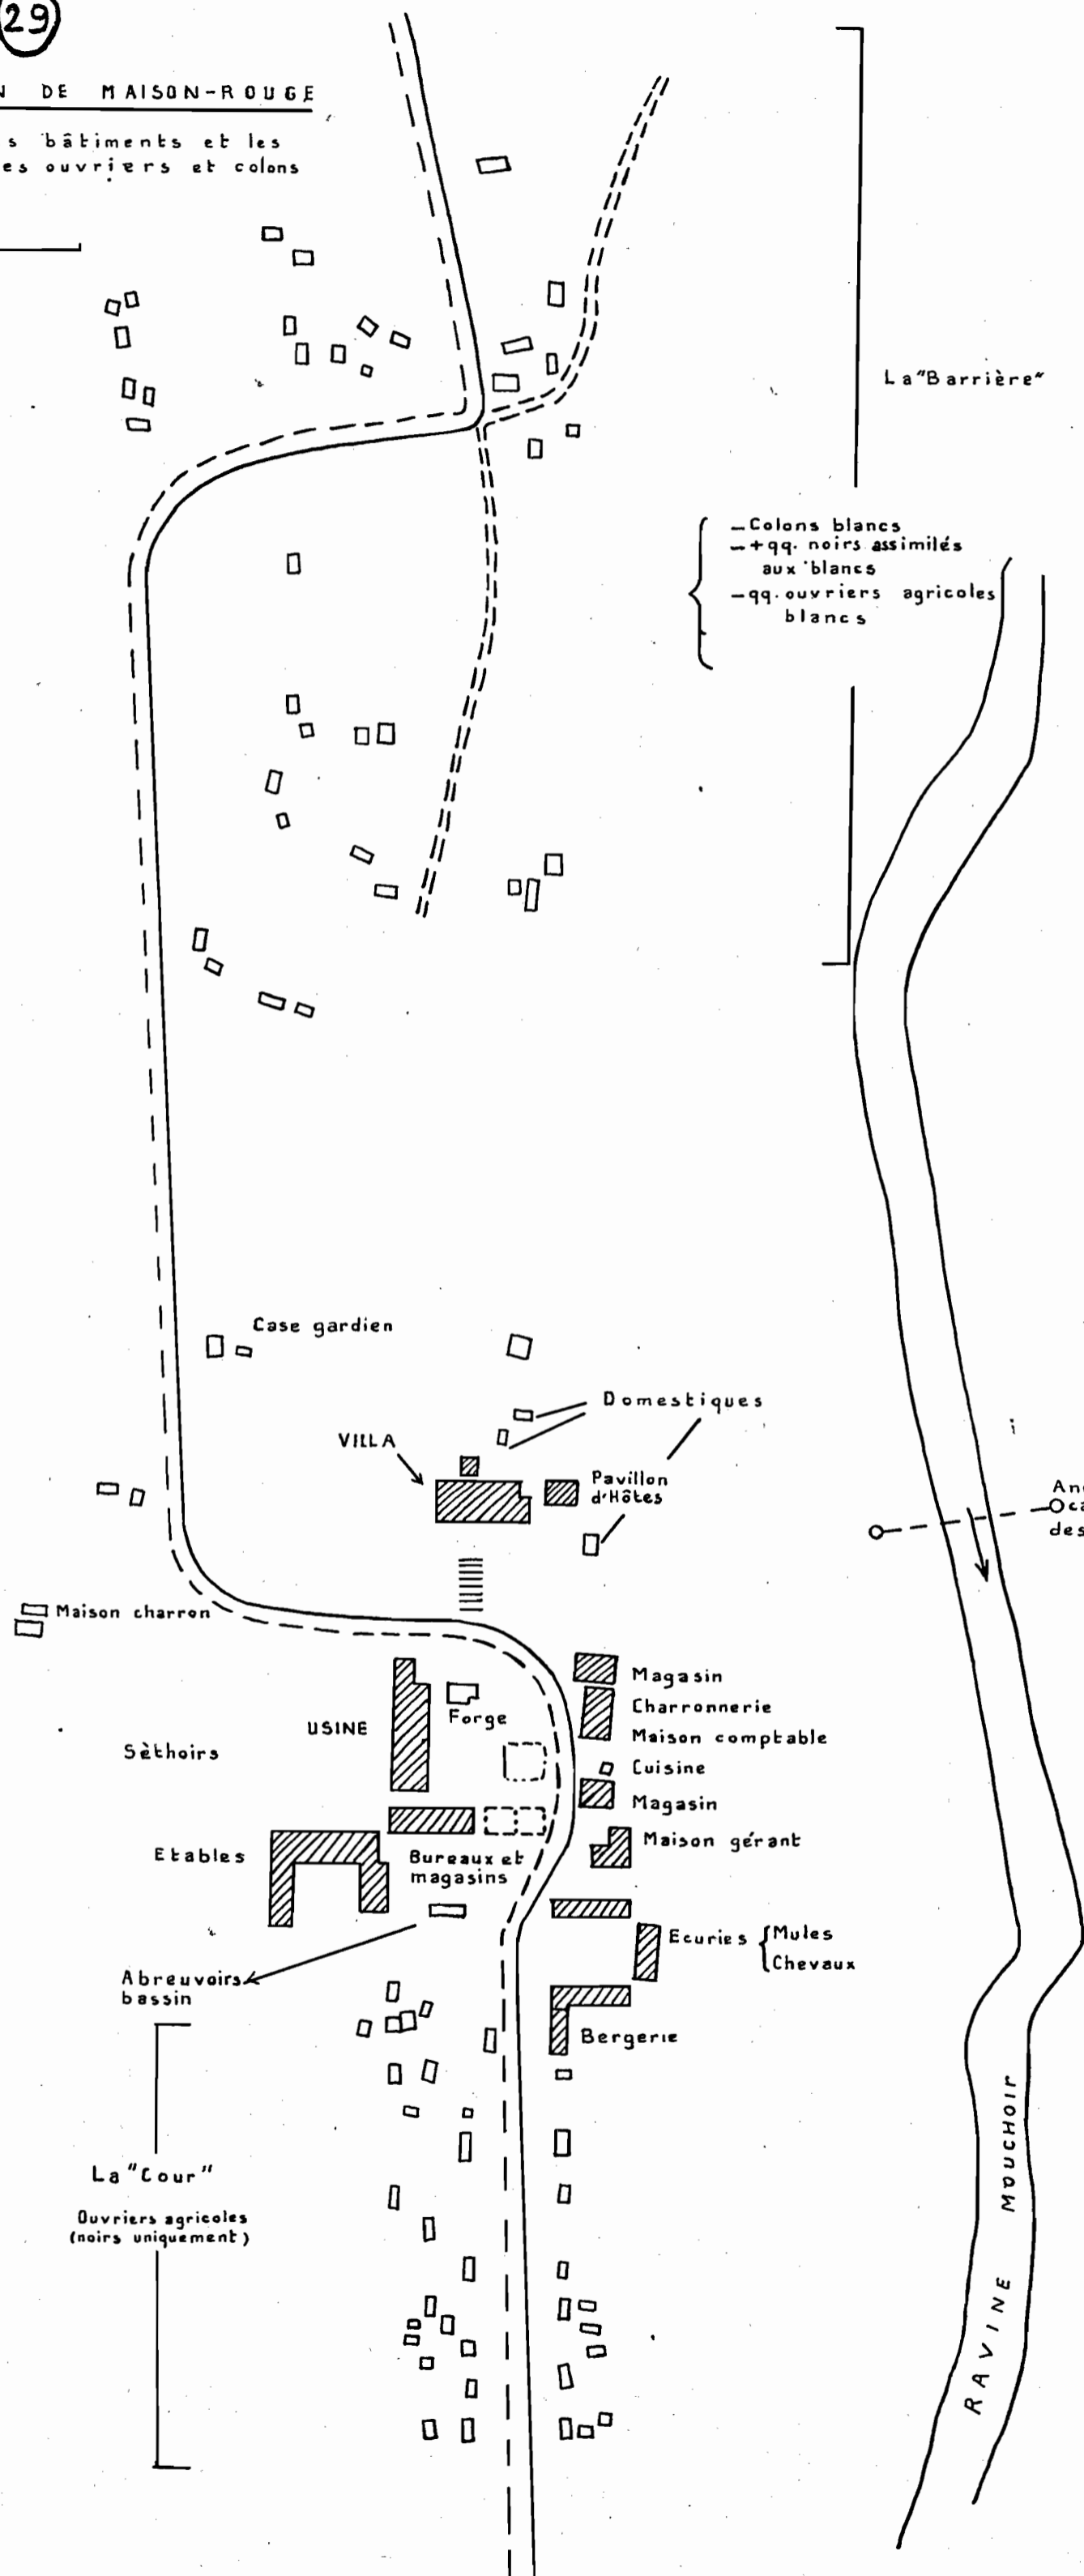 29
DE MAISON-ROUGE
s bâtiments et les
es ouvriers et colons
La "Barrière"
— Colons blancs
— + qq. noirs assimilés
aux blancs
— qq. ouvriers agricoles
blancs
Case gardien
Domestiques
VILLA
Pavillon
d'Hôtes
des
Maison charron
Magasin
Charronnerie
USINE
Forge
Maison comptable
Sèthoirs
Cuisine
Magasin
Maison gérant
Etables
Bureaux et
magasins
Ecuries { Mules
Chevaux
Abreuvoirs
bassin
Bergerie
La "Cour"
Ouvriers agricoles
(noirs uniquement)
RAVINE MOUCHOIR